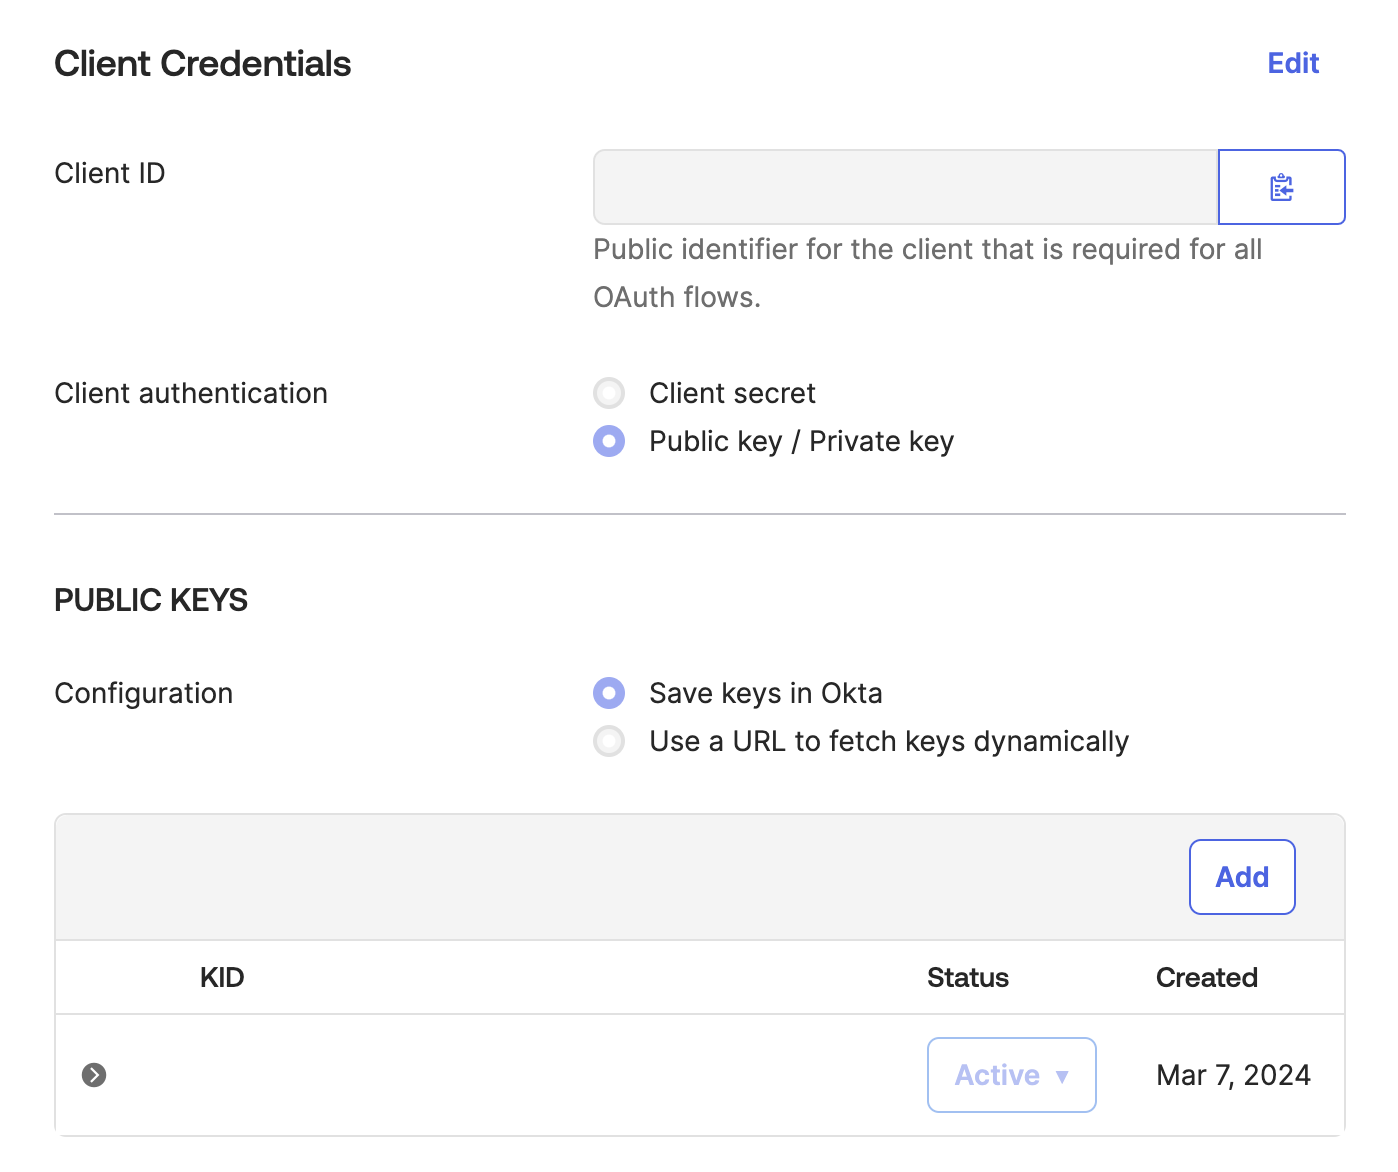 Client Credentials
Edit
Client ID
Public identifier for the client that is required for all
OAuth flows.
Client authentication
Client secret
Public key / Private key
PUBLIC KEYS
Configuration
Save keys in Okta
Use a URL to fetch keys dynamically
Add
KID Status Created
Active ▼ Mar 7, 2024